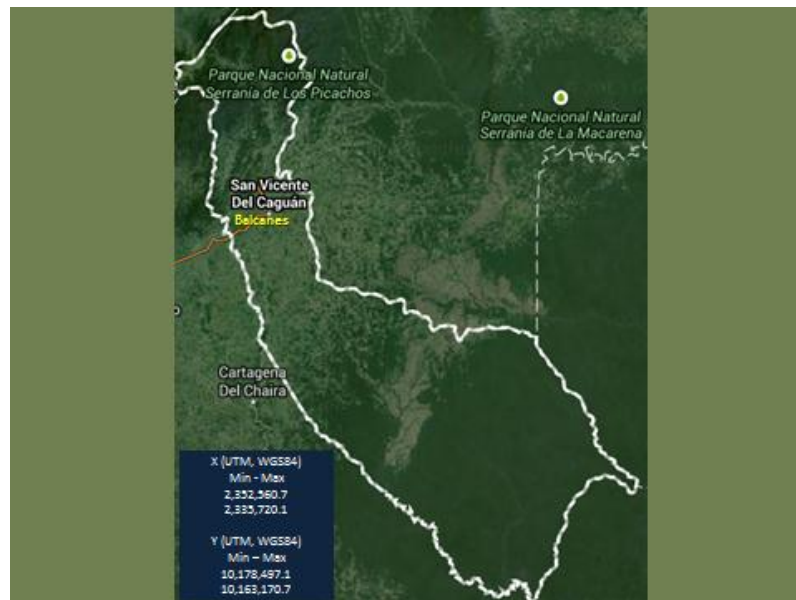 Parque Nacional Natural
Serranía de Los Picachos
Parque Nacional Natural
Serranía de La Macarena
San Vicente
Del Caguán
Balcanes
Cartagena
Del Chaira
X (UTM, WGS84)
Min - Max
2,352,560.7
2,335,720.1
Y (UTM, WGS84)
Min – Max
10,178,497.1
10,163,170.7